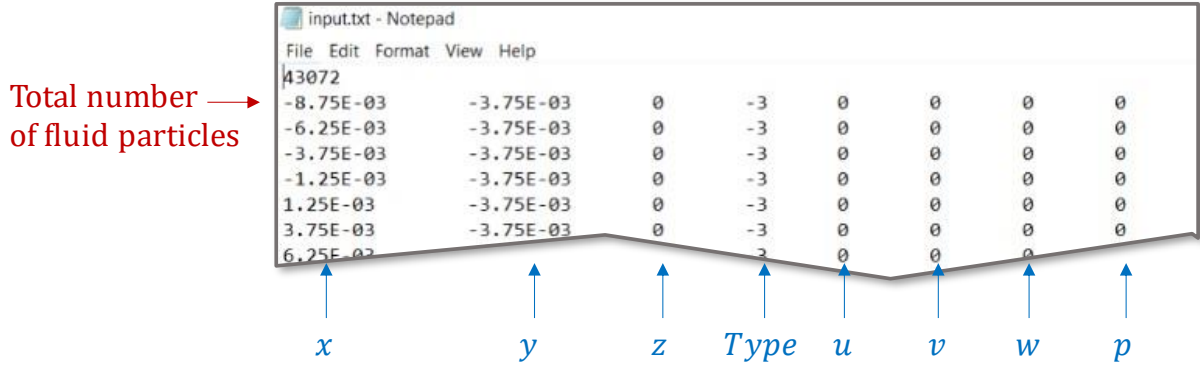 input.txt - Notepad
File Edit Format View Help
43072
Total number
of fluid particles
-8.75E-03 -3.75E-03 0 -3 0 0 0 0
-6.25E-03 -3.75E-03 0 -3 0 0 0 0
-3.75E-03 -3.75E-03 0 -3 0 0 0 0
-1.25E-03 -3.75E-03 0 -3 0 0 0 0
1.25E-03 -3.75E-03 0 -3 0 0 0 0
3.75E-03 -3.75E-03 0 -3 0 0 0 0
0 0
x y z Type u v w p